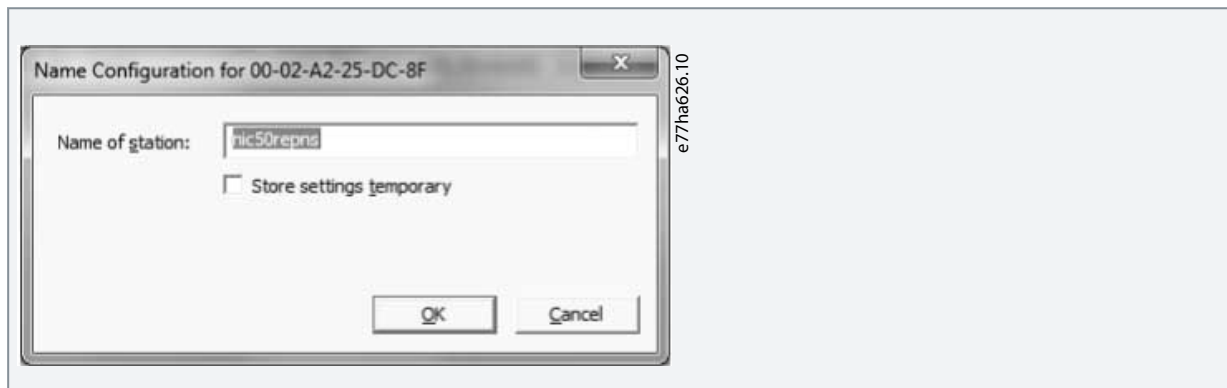 Name Configuration for 00-02-A2-25-DC-8F
Name of station: nic50repns
Store settings temporary
OK Cancel
e77ha626.10